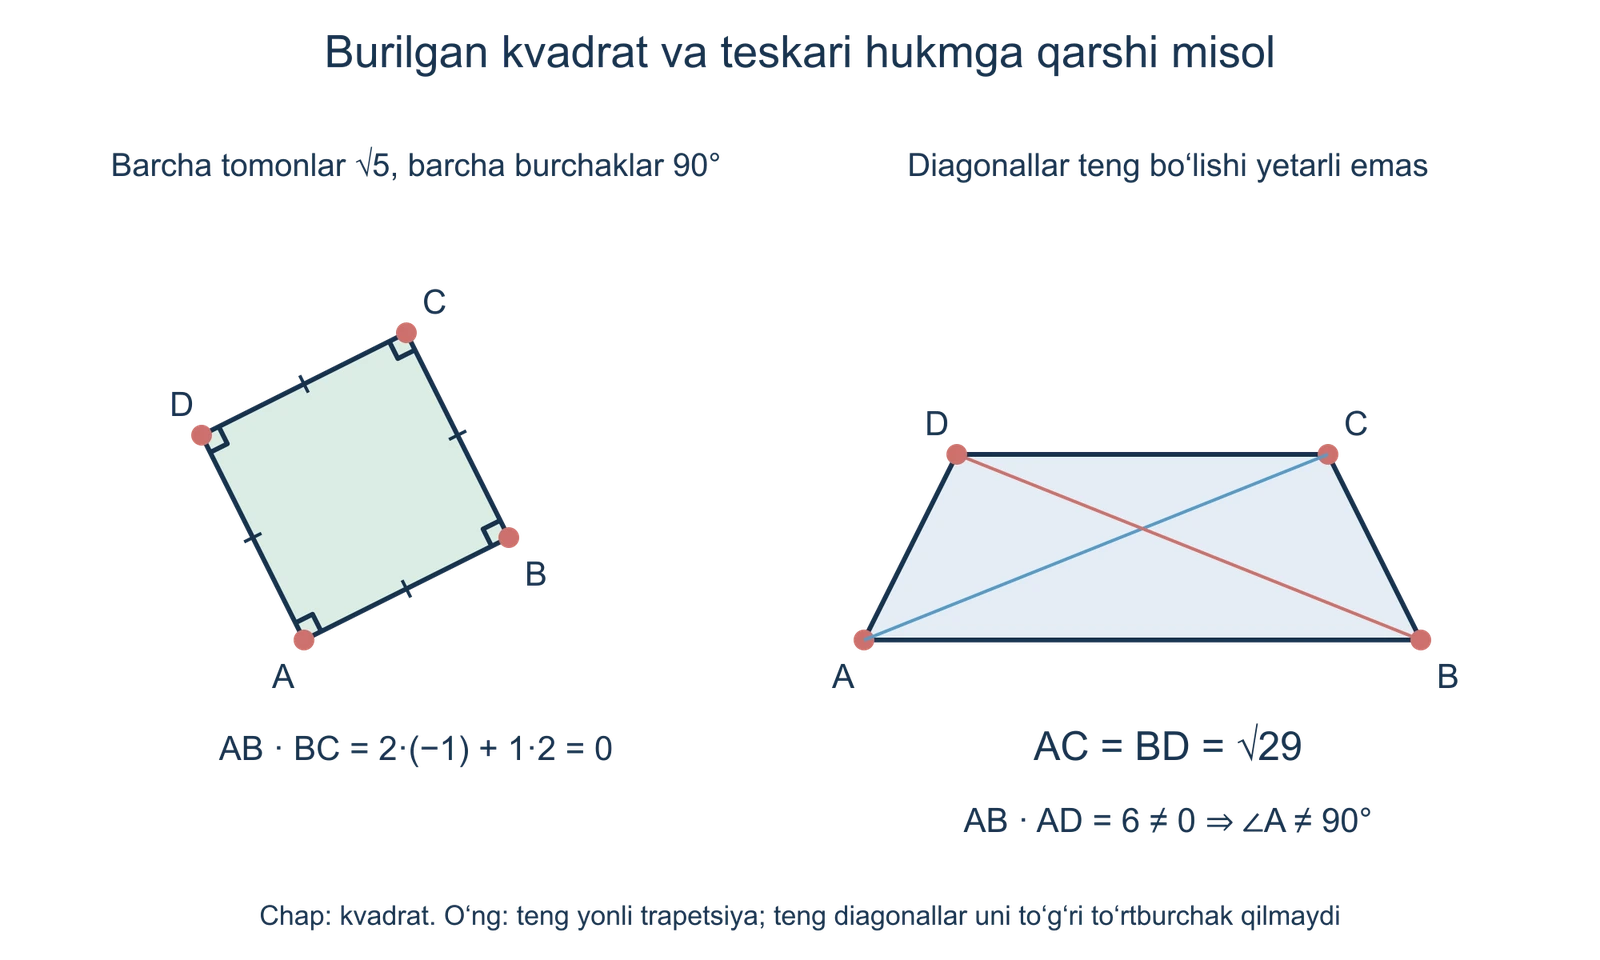 Burilgan kvadrat va teskari hukmga qarshi misol
Barcha tomonlar √5, barcha burchaklar 90°
C
D
B
A
AB · BC = 2·(−1) + 1·2 = 0
Diagonallar teng bo‘lishi yetarli emas
D
C
A
B
AC = BD = √29
AB · AD = 6 ≠ 0 ⇒ ∠A ≠ 90°
Chap: kvadrat. O‘ng: teng yonli trapetsiya; teng diagonallar uni to‘g‘ri to‘rtburchak qilmaydi